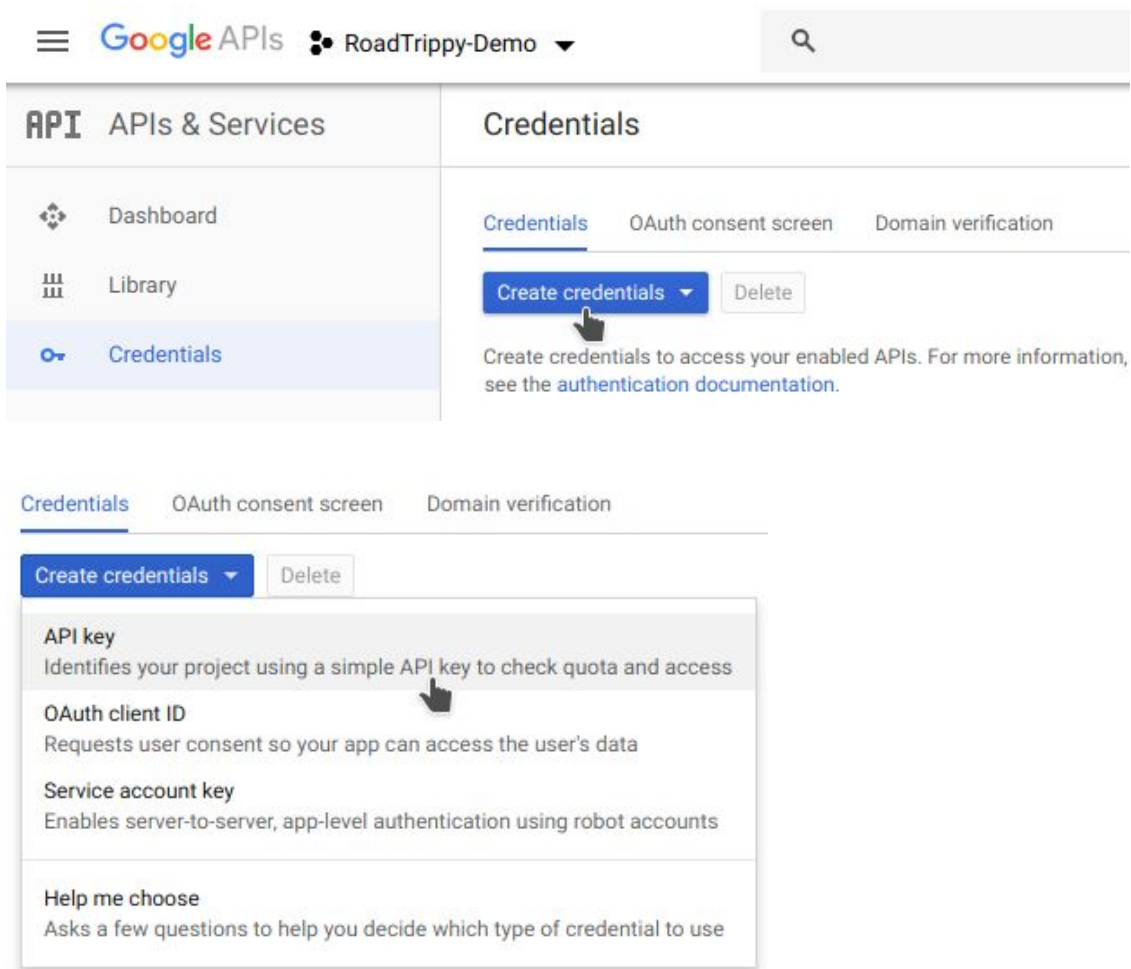 Google APIs RoadTrippy-Demo
API APIs & Services
Credentials
Dashboard
Library
Credentials
Credentials OAuth consent screen Domain verification
Create credentials Delete
Create credentials to access your enabled APIs. For more information,
see the authentication documentation.
Credentials OAuth consent screen Domain verification
Create credentials Delete
API key
Identifies your project using a simple API key to check quota and access
OAuth client ID
Requests user consent so your app can access the user's data
Service account key
Enables server-to-server, app-level authentication using robot accounts
Help me choose
Asks a few questions to help you decide which type of credential to use